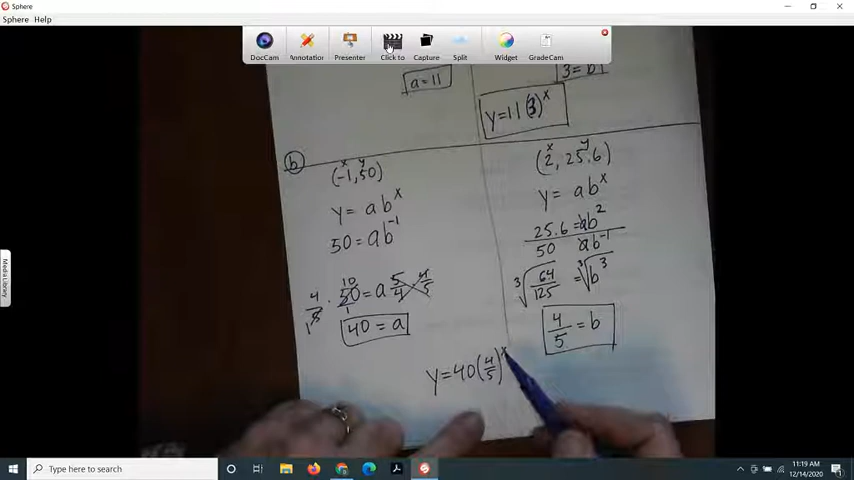 Sphere
Sphere Help
DocCam
Annotation
Presenter
Click to
Capture
Split
Widget
GradeCam
a=11
3=b
y=11(3)^x
b
x y
(-1,50)
y=ab^x
50=ab^-1
4/5 · 50/1 = a 5/4 · 4/5
10
40=a
x y
(2,25.6)
y=ab^x
25.6/50 = ab^2/ab^-1
∛64/125 = ∛b^3
4/5=b
y=40(4/5)^x
Media Library
Type here to search
11:19 AM
12/14/2020